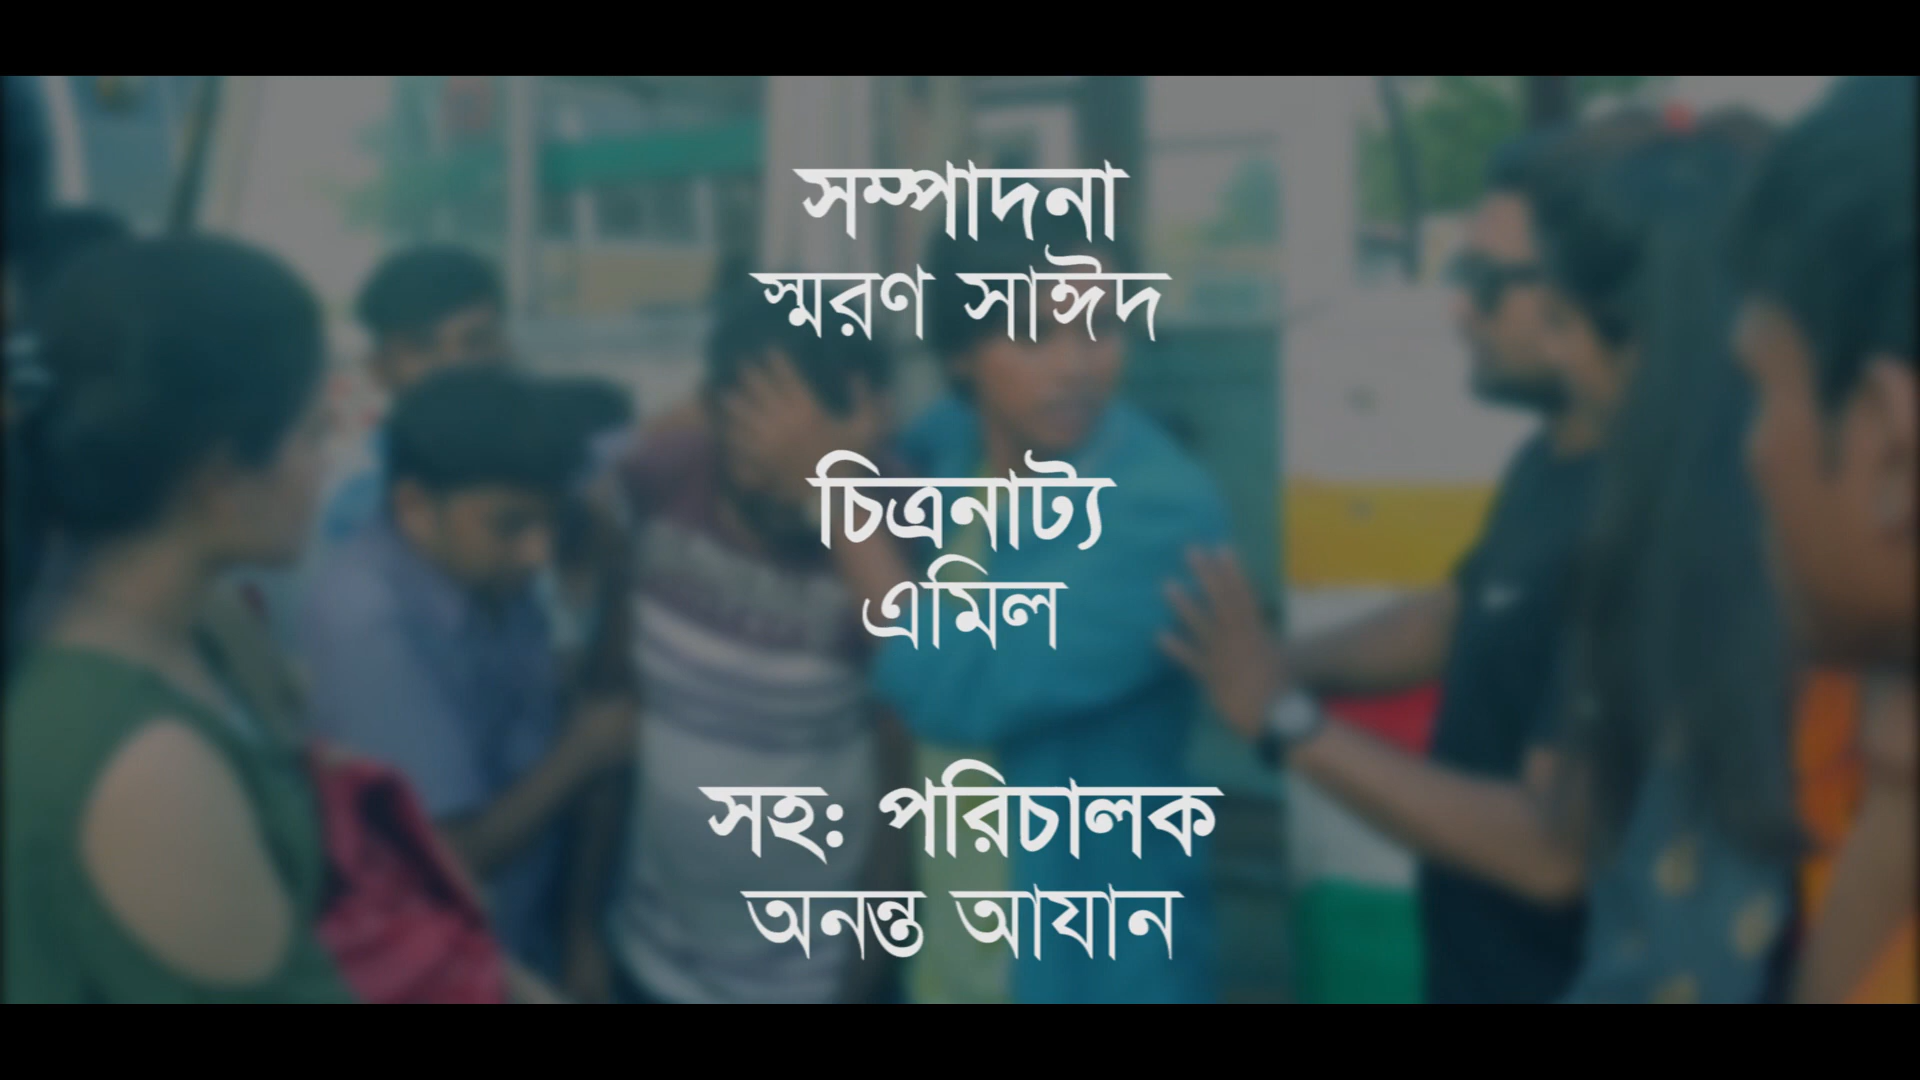 সম্পাদনা
স্মরণ সাঈদ
চিত্রনাট্য
এমিল
সহ: পরিচালক
অনন্ত আযান